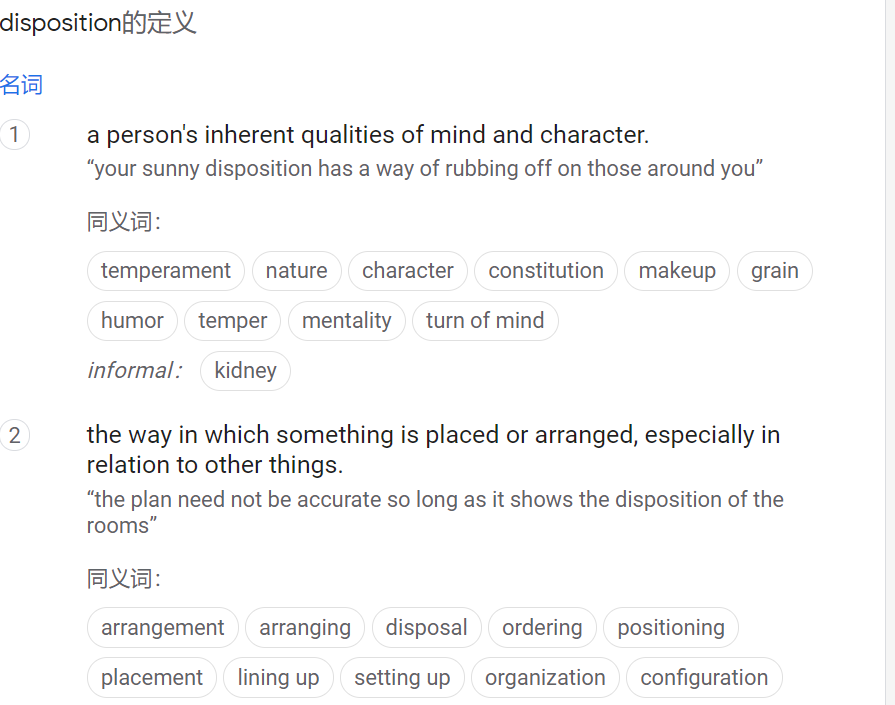 disposition的定义
名词
1 a person's inherent qualities of mind and character.
“your sunny disposition has a way of rubbing off on those around you”
同义词：
temperament nature character constitution makeup grain
humor temper mentality turn of mind
informal： kidney
2 the way in which something is placed or arranged, especially in
relation to other things.
“the plan need not be accurate so long as it shows the disposition of the
rooms”
同义词：
arrangement arranging disposal ordering positioning
placement lining up setting up organization configuration